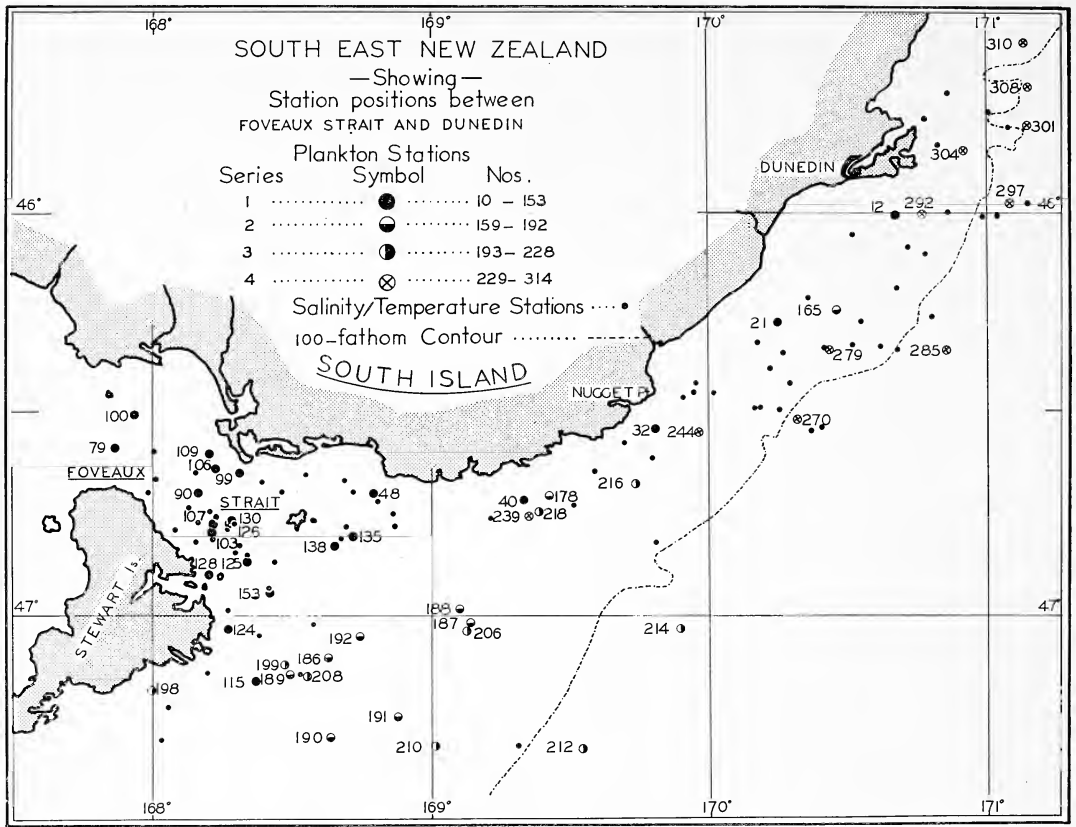 168° 169° 170° 171°
SOUTH EAST NEW ZEALAND
—Showing—
Station positions between
FOVEAUX STRAIT AND DUNEDIN
Plankton Stations
Series Symbol Nos.
1 10 – 153
2 159 – 192
3 193 – 228
4 229 – 314
Salinity/Temperature Stations
100-fathom Contour
SOUTH ISLAND
310
308
301
DUNEDIN 304
46° 12 292 297 46°
165
21
279 285
NUGGET P.
270
100
32 244
79
109
106
FOVEAUX 99
216
90 STRAIT 48
40 178
107 130
239 218
126
103 135
138
128 125
STEWART Is.
153
188
47° 47°
187
124 192 206 214
186
199
189 208
115
198
191
190
210 212
168° 169° 170° 171°